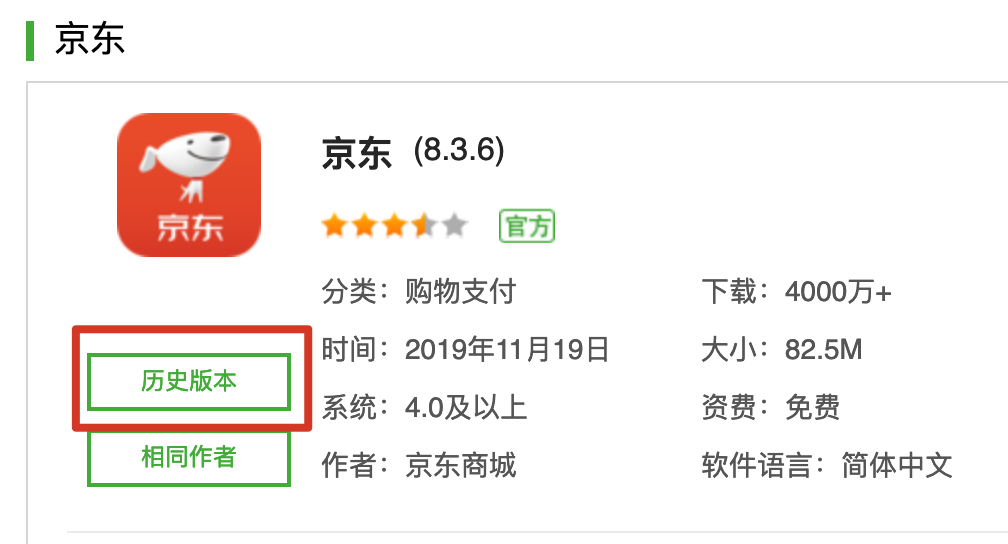 京东
京东
京东 (8.3.6)
官方
分类：购物支付 下载：4000万+
时间：2019年11月19日 大小：82.5M
历史版本
系统：4.0及以上 资费：免费
相同作者
作者：京东商城 软件语言：简体中文